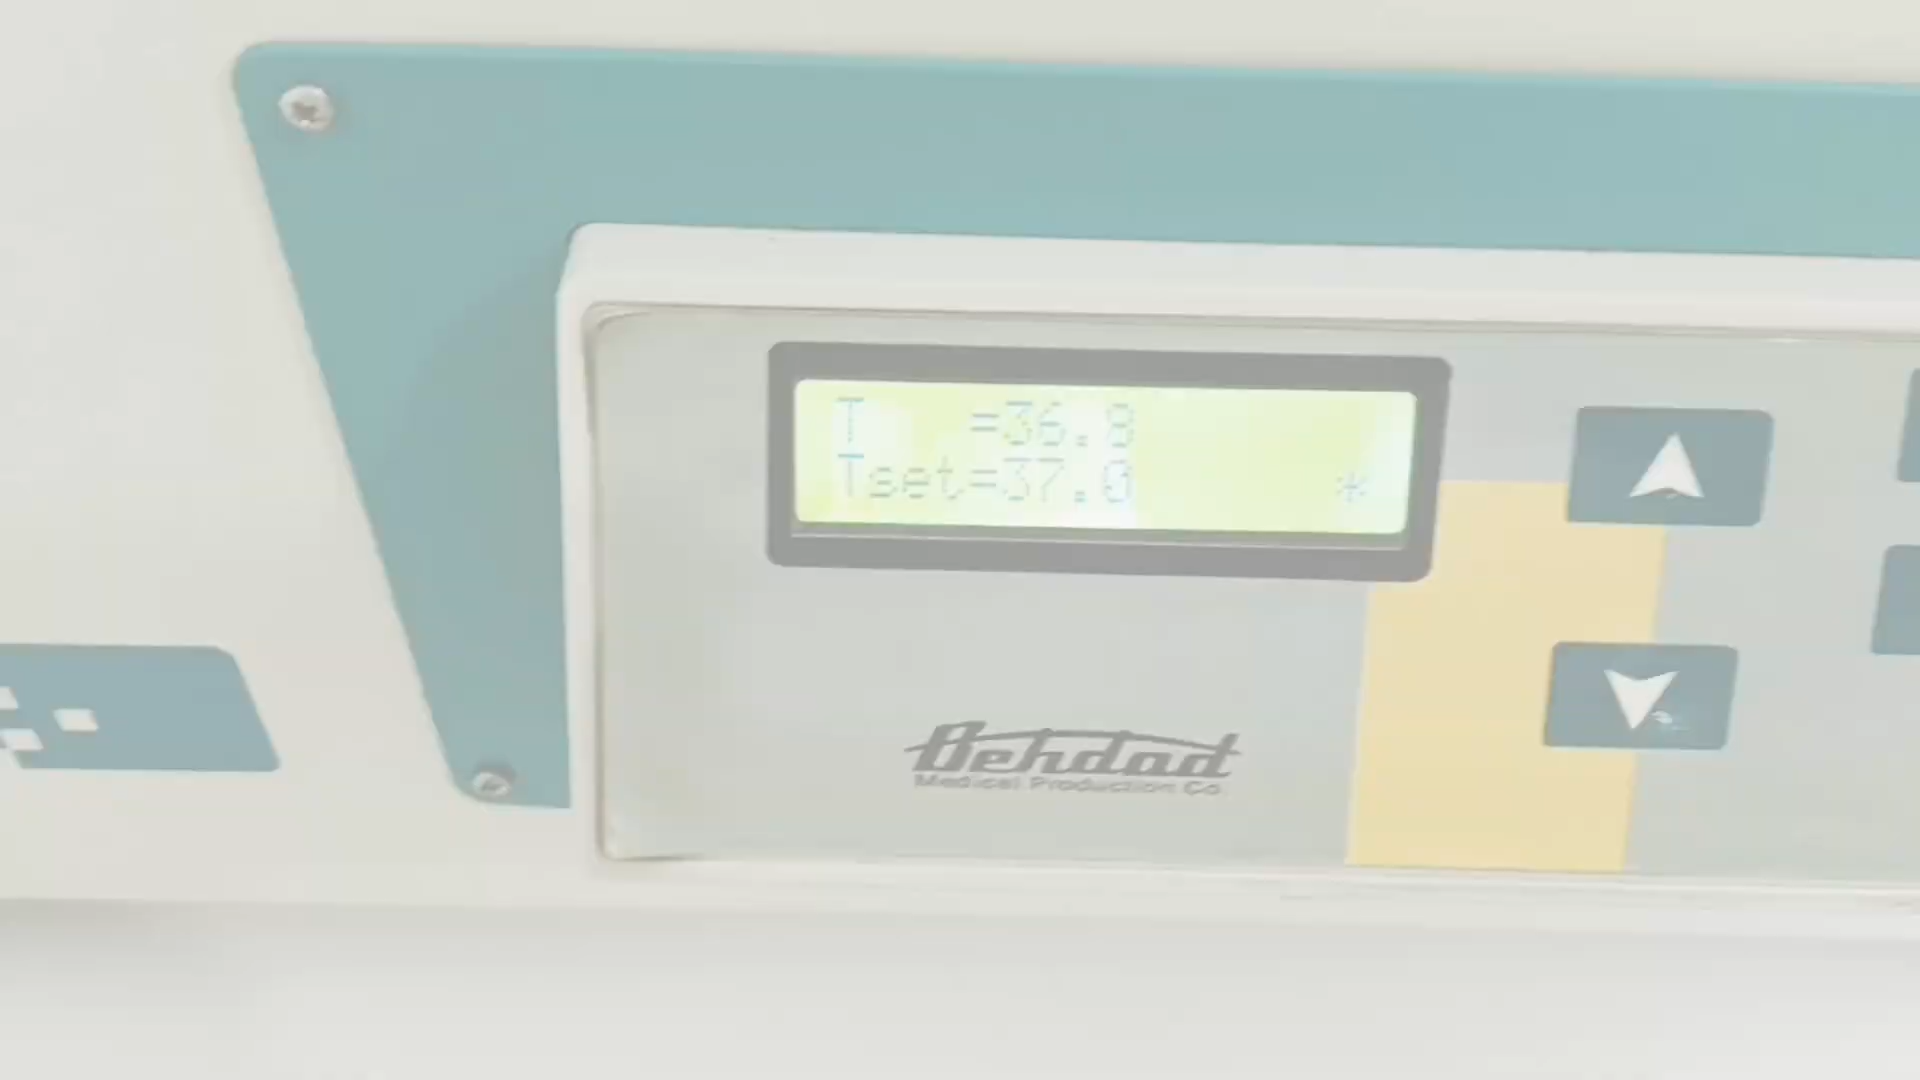 T   =36.8
Tset=37.0     *
Behdad
Medical Production Co.